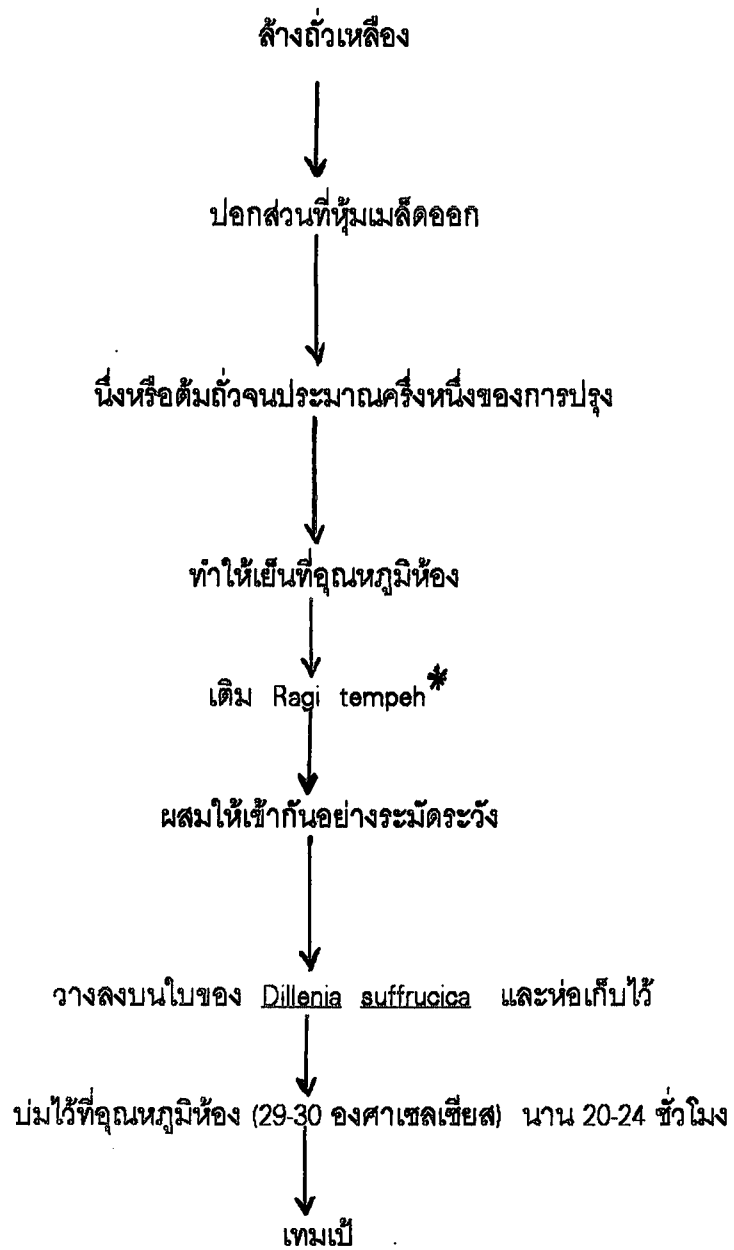 ล้างถั่วเหลือง
ปอกส่วนที่หุ้มเมล็ดออก
นึ่งหรือต้มถั่วจนประมาณครึ่งหนึ่งของการปรุง
ทำให้เย็นที่อุณหภูมิห้อง
เติม Ragi tempeh*
ผสมให้เข้ากันอย่างระมัดระวัง
วางลงบนใบของ Dillenia suffrucica และห่อเก็บไว้
บ่มไว้ที่อุณหภูมิห้อง (29-30 องศาเซลเซียส) นาน 20-24 ชั่วโมง
เทมเป้